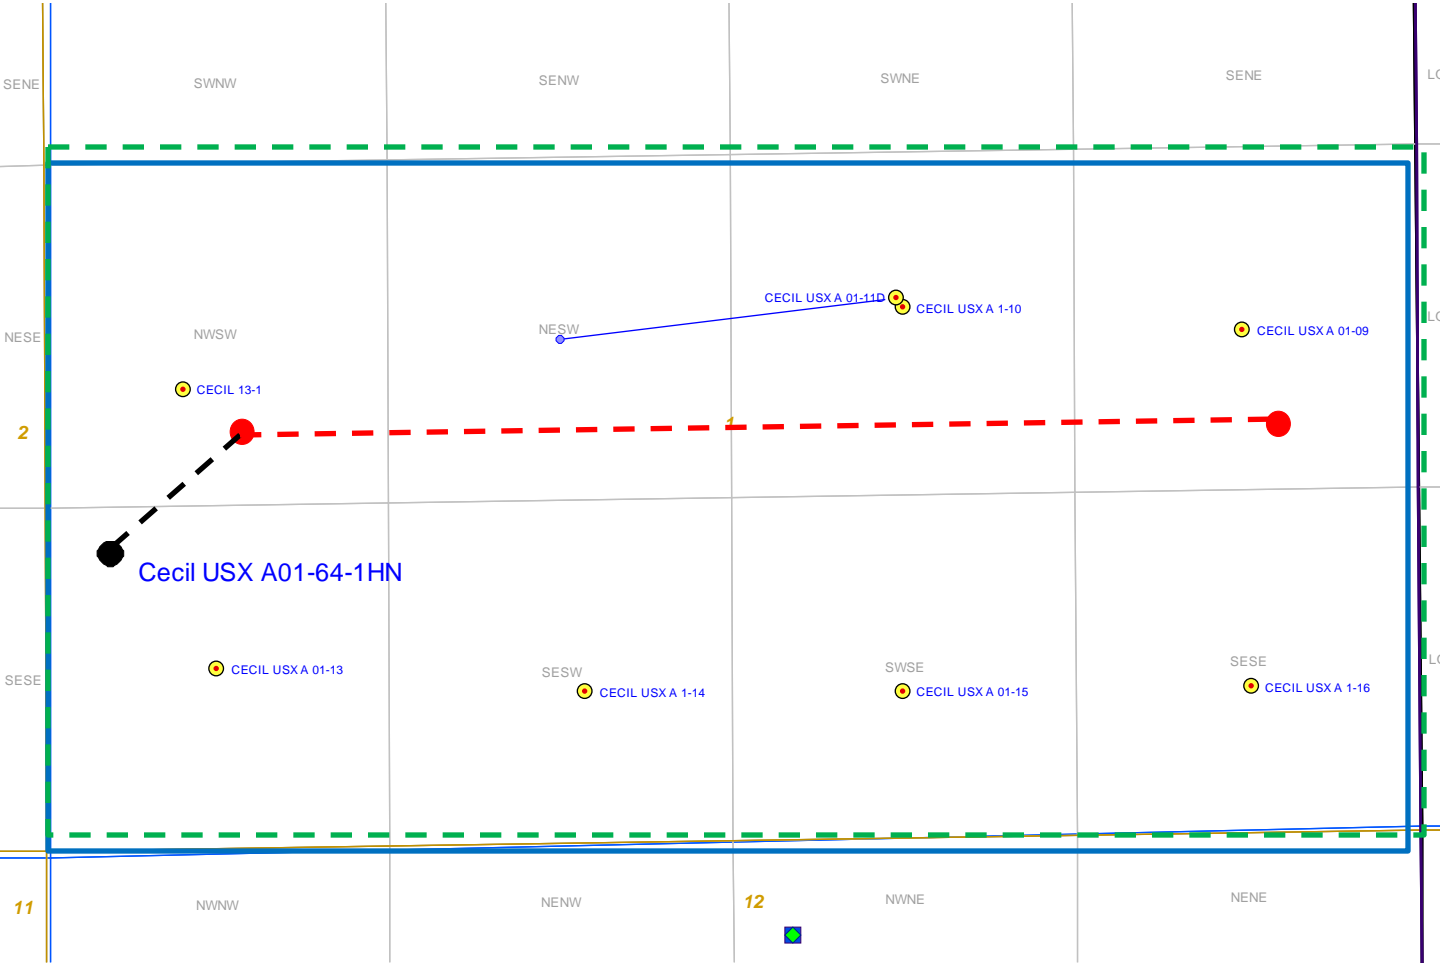 SENE
SWNW
SENW
SWNE
SENE
CECIL USX A 01-11D
CECIL USX A 1-10
CECIL USX A 01-09
NESE
NWSW
NESW
CECIL 13-1
2
1
Cecil USX A01-64-1HN
SESE
CECIL USX A 01-13
SESW
CECIL USX A 1-14
SWSE
CECIL USX A 01-15
SESE
CECIL USX A 1-16
11
NWNW
NENW
12
NWNE
NENE